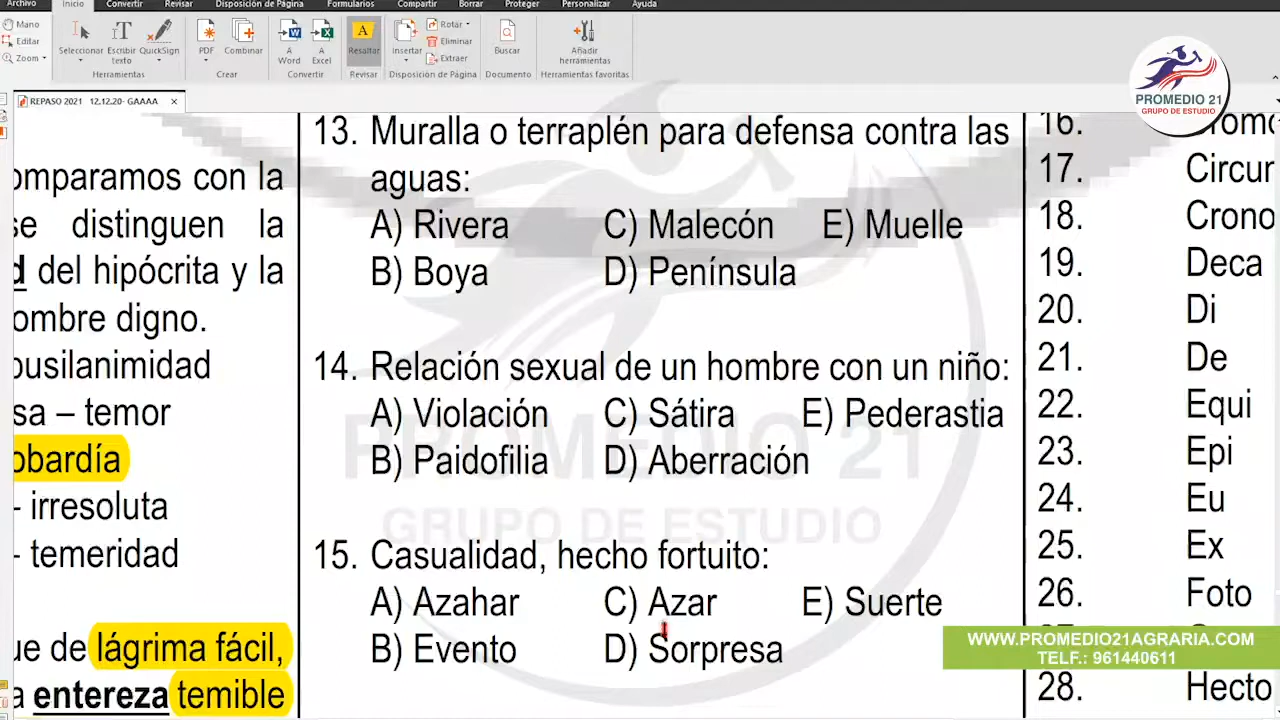 Archivo Inicio Convertir Revisar Disposición de Página Formularios Compartir Borrar Proteger Personalizar Ayuda
Mano
Editar
Zoom
Seleccionar
Escribir Texto
QuickSign
Herramientas
PDF
Combinar
Crear
A Word
A Excel
Convertir
Resaltar
Revisar
Insertar
Rotar
Eliminar
Extraer
Disposición de Página
Buscar
Documento
Añadir herramientas
Herramientas favoritas
PROMEDIO 21
GRUPO DE ESTUDIO
REPASO 2021 12.12.20- GAAAA
omparamos con la
se distinguen la
d del hipócrita y la
ombre digno.
pusilanimidad
sa – temor
obardía
- irresoluta
- temeridad
ue de lágrima fácil,
a entereza temible
13. Muralla o terraplén para defensa contra las
aguas:
A) Rivera C) Malecón E) Muelle
B) Boya D) Península
14. Relación sexual de un hombre con un niño:
A) Violación C) Sátira E) Pederastia
B) Paidofilia D) Aberración
15. Casualidad, hecho fortuito:
A) Azahar C) Azar E) Suerte
B) Evento D) Sorpresa
PROMEDIO 21
GRUPO DE ESTUDIO
16.
17. Circun
18. Crono
19. Deca
20. Di
21. De
22. Equi
23. Epi
24. Eu
25. Ex
26. Foto
28. Hecto
WWW.PROMEDIO21AGRARIA.COM
TELF.: 961440611